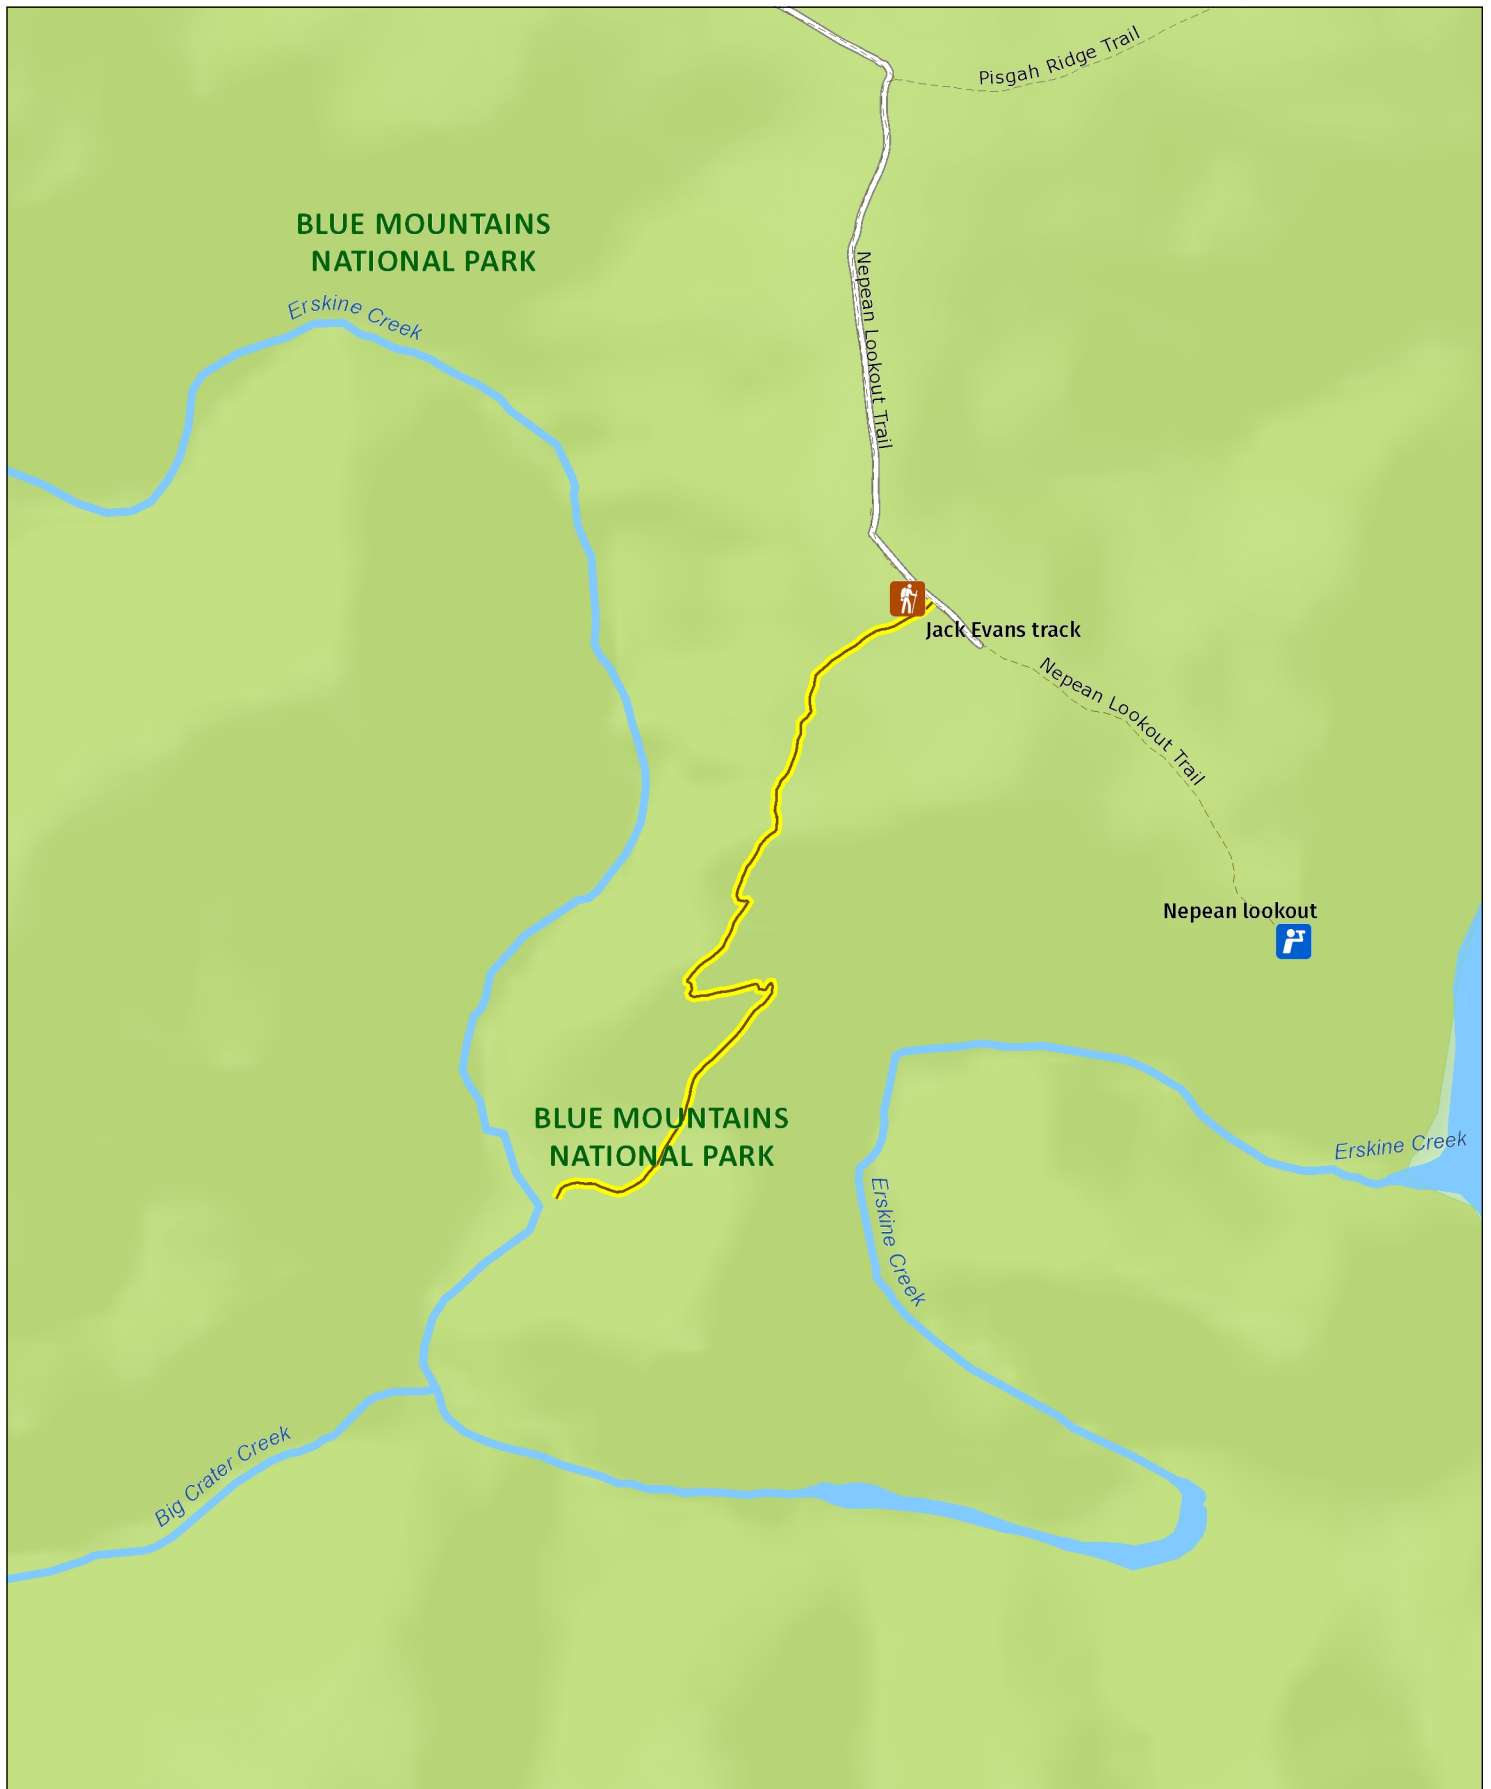 Pisgah Ridge Trail
BLUE MOUNTAINS
NATIONAL PARK
Erskine Creek
Nepean Lookout Trail
Jack Evans track
Nepean Lookout Trail
Nepean lookout
BLUE MOUNTAINS
NATIONAL PARK
Erskine Creek
Erskine Creek
Big Crater Creek